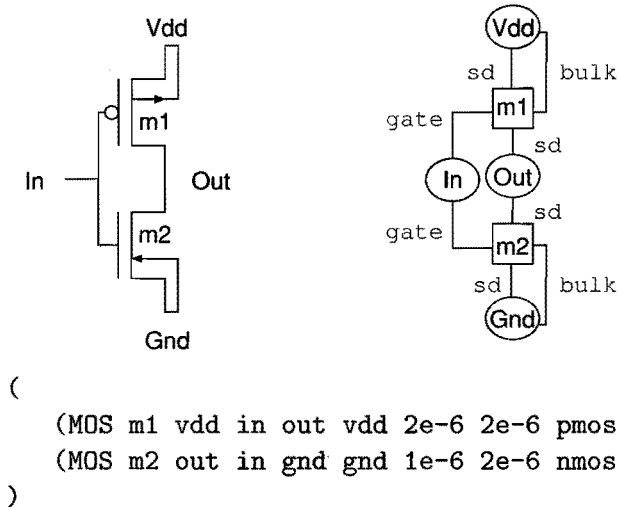 Vdd
m1
In
Out
m2
Gnd
Vdd
sd
bulk
m1
gate
sd
In
Out
sd
gate
m2
sd
bulk
Gnd
(
(MOS m1 vdd in out vdd 2e-6 2e-6 pmos
(MOS m2 out in gnd gnd 1e-6 2e-6 nmos
)